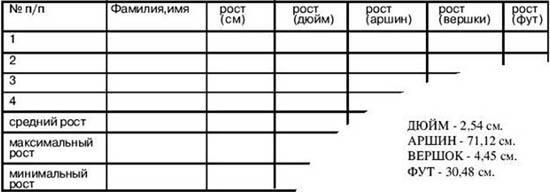 № п/п Фамилия,имя рост (см) рост (дюйм) рост (аршин) рост (вершки) рост (фут)
1
2
3
4
средний рост
максимальный рост
минимальный рост
ДЮЙМ - 2,54 см.
АРШИН - 71,12 см.
ВЕРШОК - 4,45 см.
ФУТ - 30,48 см.